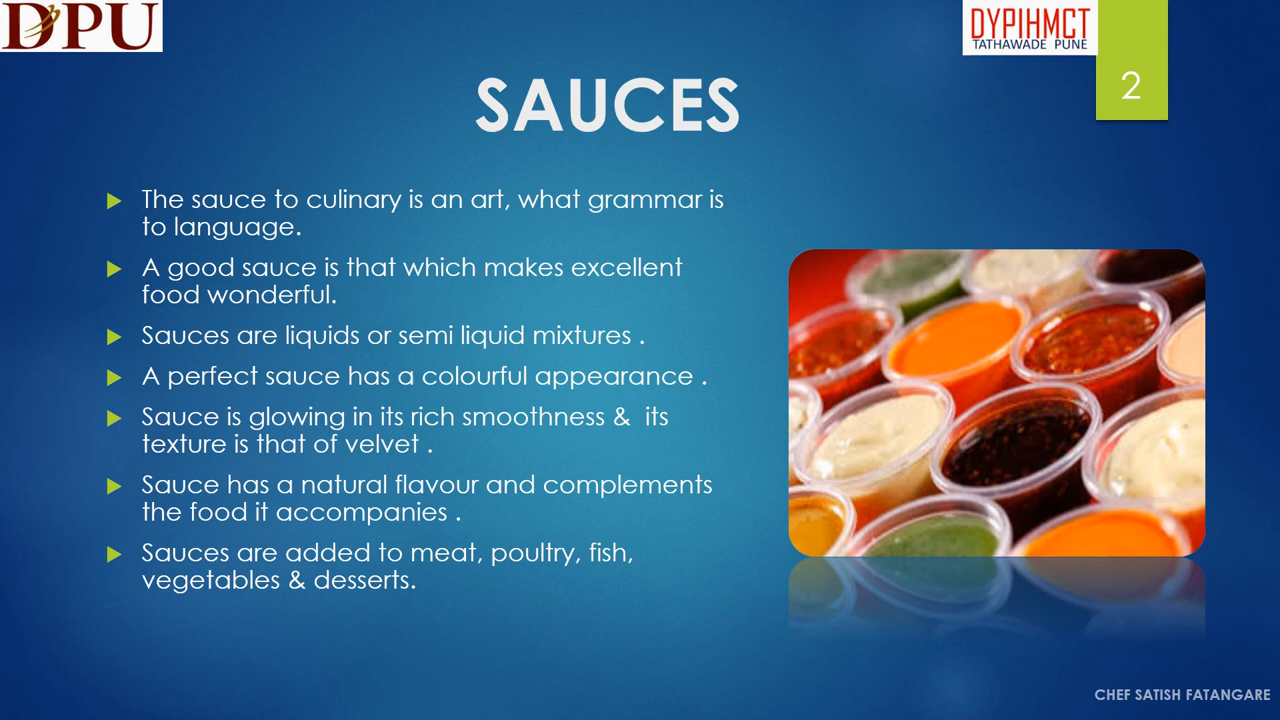 DPU
DYPIHMCT
TATHAWADE PUNE
2
SAUCES
The sauce to culinary is an art, what grammar is
to language.
A good sauce is that which makes excellent
food wonderful.
Sauces are liquids or semi liquid mixtures .
A perfect sauce has a colourful appearance .
Sauce is glowing in its rich smoothness &  its
texture is that of velvet .
Sauce has a natural flavour and complements
the food it accompanies .
Sauces are added to meat, poultry, fish,
vegetables & desserts.
CHEF SATISH FATANGARE